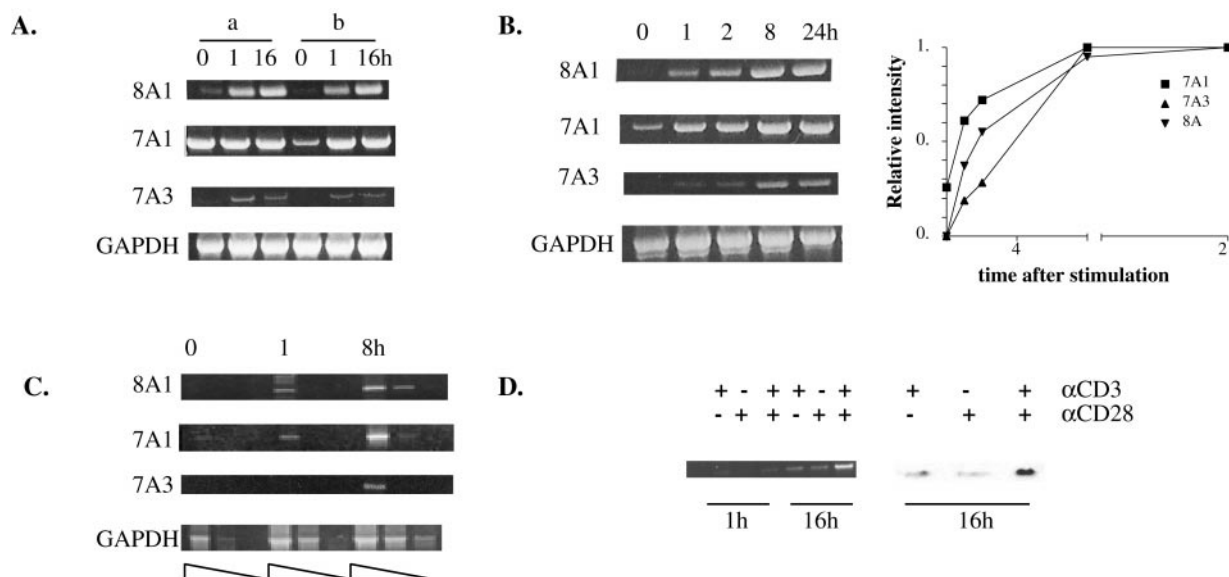 A.
a b
0 1 16 0 1 16h
8A1
7A1
7A3
GAPDH
B.
0 1 2 8 24h
8A1
7A1
7A3
GAPDH
1.
0.
0.
Relative intensity
4 2
time after stimulation
7A1
7A3
8A
C.
0 1 8h
8A1
7A1
7A3
GAPDH
D.
+ - + + - + + - + αCD3
- + + - + + - + + αCD28
1h 16h 16h